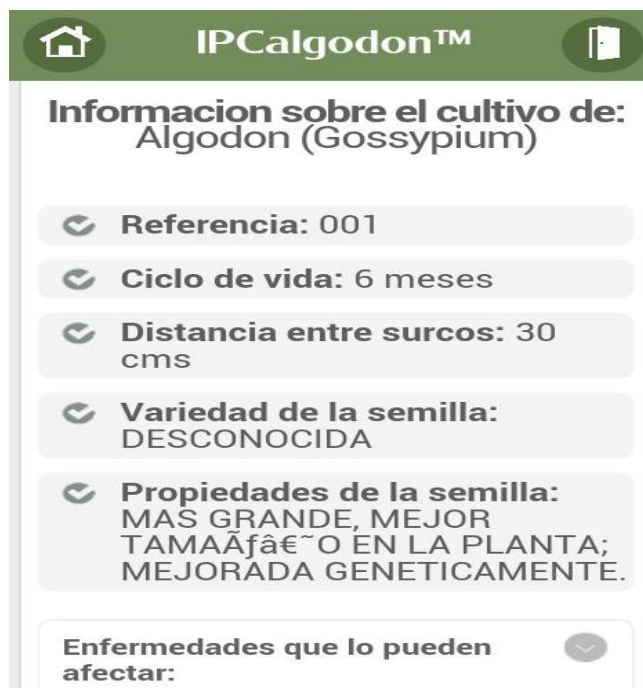 IPCalgodon™
Informacion sobre el cultivo de:
Algodon (Gossypium)
Referencia: 001
Ciclo de vida: 6 meses
Distancia entre surcos: 30
cms
Variedad de la semilla:
DESCONOCIDA
Propiedades de la semilla:
MAS GRANDE, MEJOR
TAMAÃƒâ€˜O EN LA PLANTA;
MEJORADA GENETICAMENTE.
Enfermedades que lo pueden
afectar: